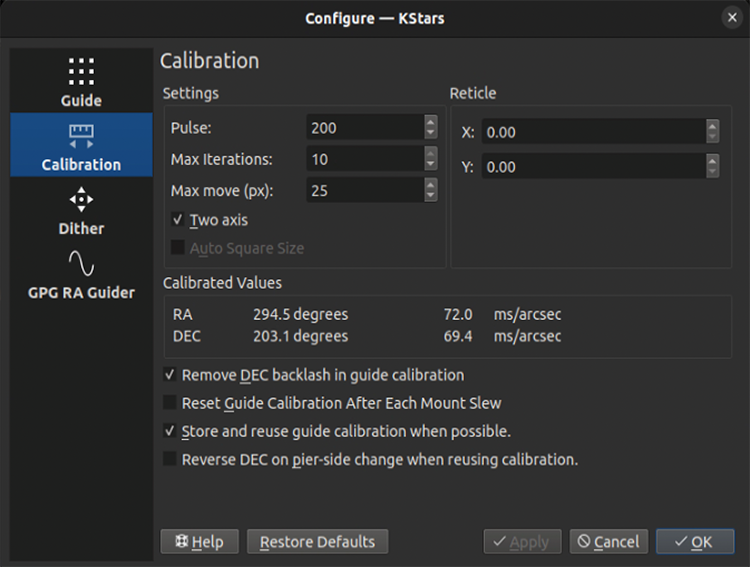 Configure — KStars
Guide
Calibration
Dither
GPG RA Guider
Calibration
Settings
Pulse: 200
Max Iterations: 10
Max move (px): 25
Two axis
Auto Square Size
Reticle
X: 0.00
Y: 0.00
Calibrated Values
RA 294.5 degrees 72.0 ms/arcsec
DEC 203.1 degrees 69.4 ms/arcsec
Remove DEC backlash in guide calibration
Reset Guide Calibration After Each Mount Slew
Store and reuse guide calibration when possible.
Reverse DEC on pier-side change when reusing calibration.
Help Restore Defaults Apply Cancel OK